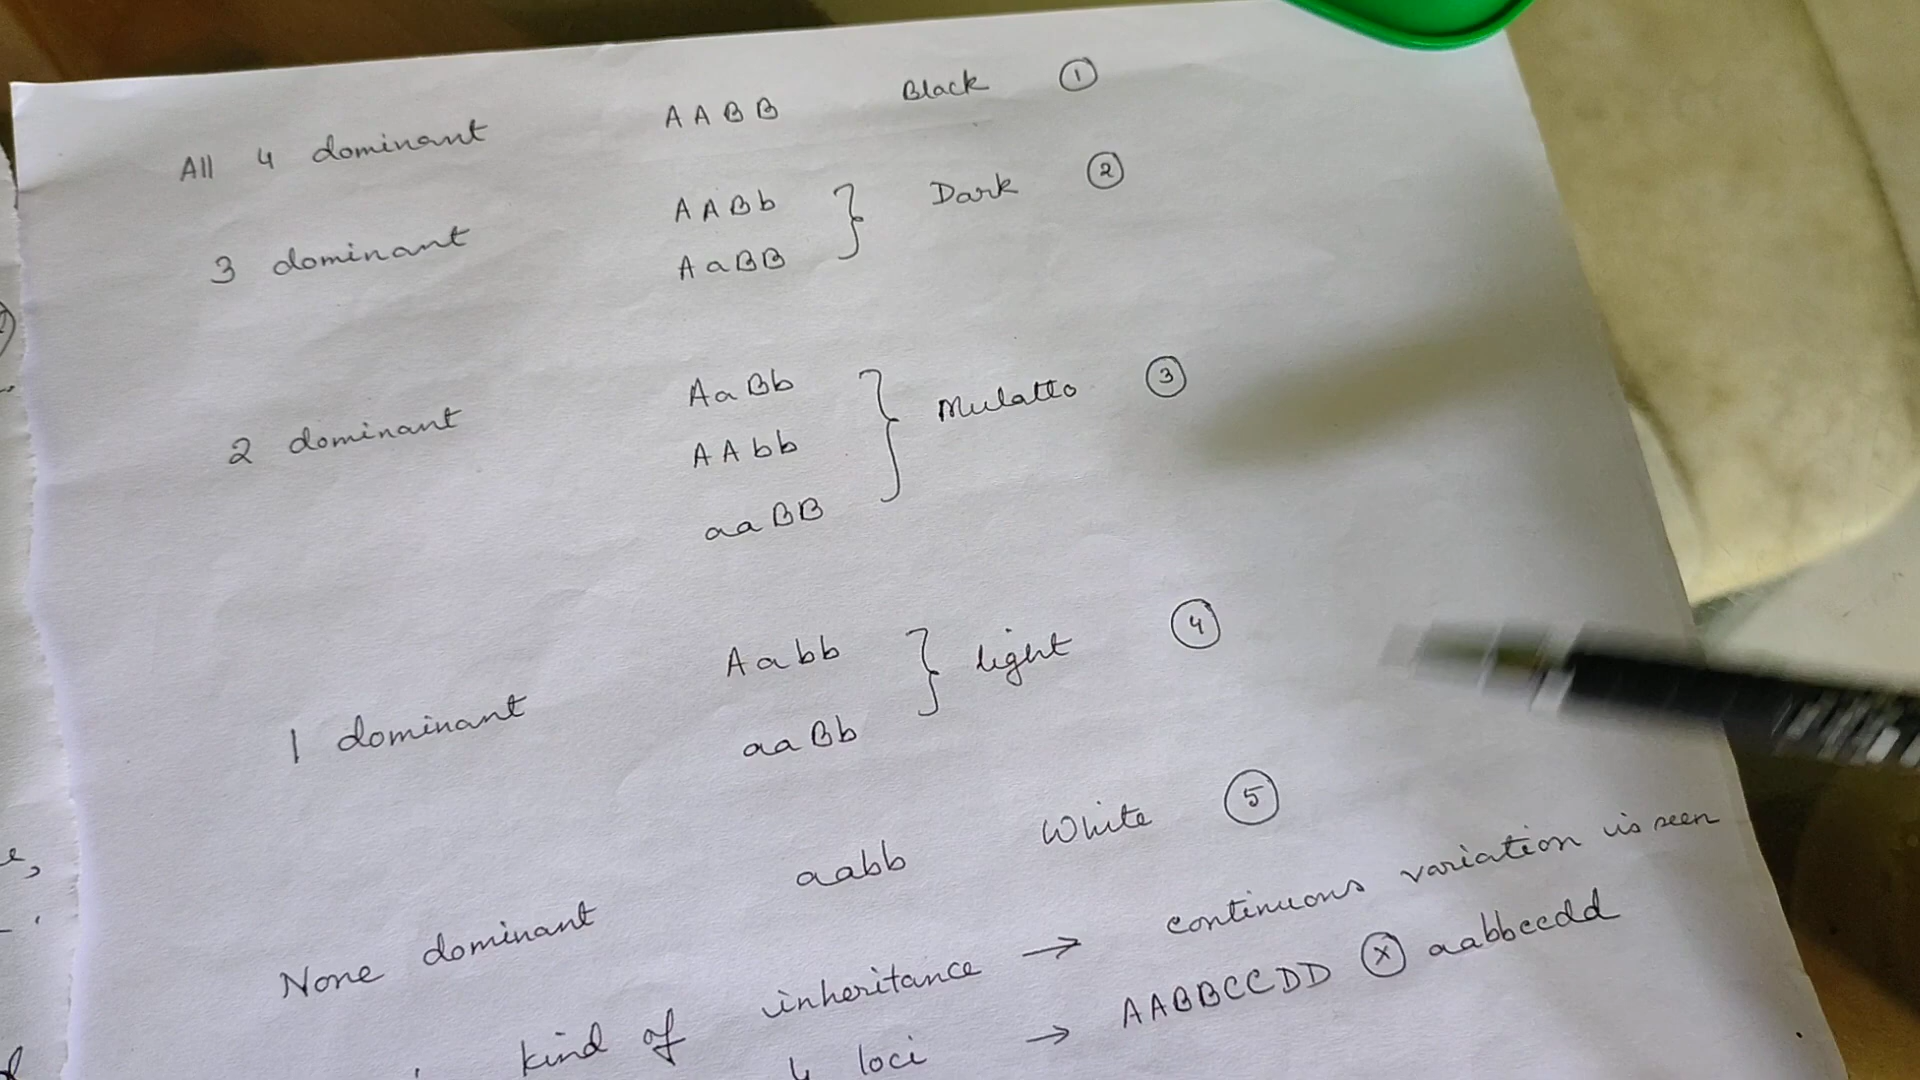 All 4 dominant AABB Black 1
3 dominant AABb } Dark 2
AaBB
2 dominant AaBb } Mulatto 3
AAbb
aaBB
1 dominant Aabb } light 4
aaBb
None dominant aabb White 5
kind of inheritance → continuous variation is seen
4 loci → AABBCCDD X aabbccdd